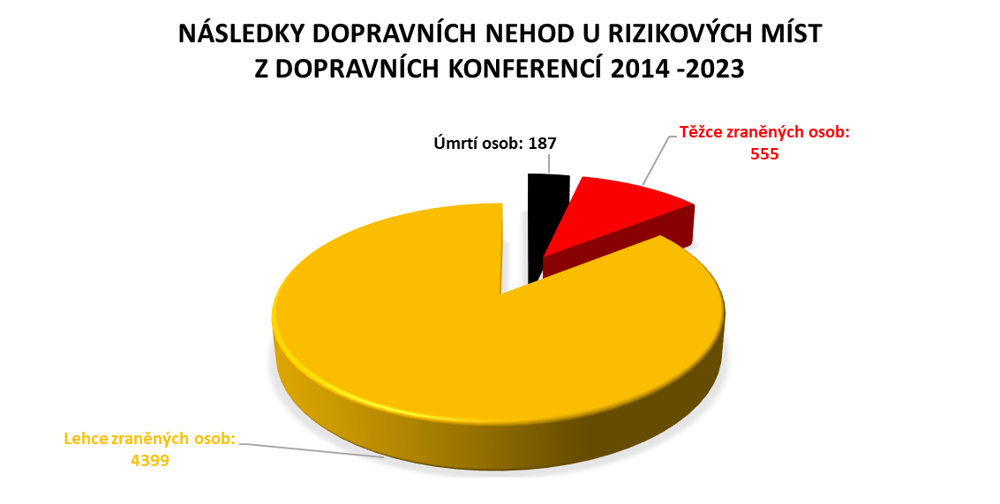 NÁSLEDKY DOPRAVNÍCH NEHOD U RIZIKOVÝCH MÍST
Z DOPRAVNÍCH KONFERENCÍ 2014 -2023
Úmrtí osob: 187
Těžce zraněných osob:
555
Lehce zraněných osob:
4399